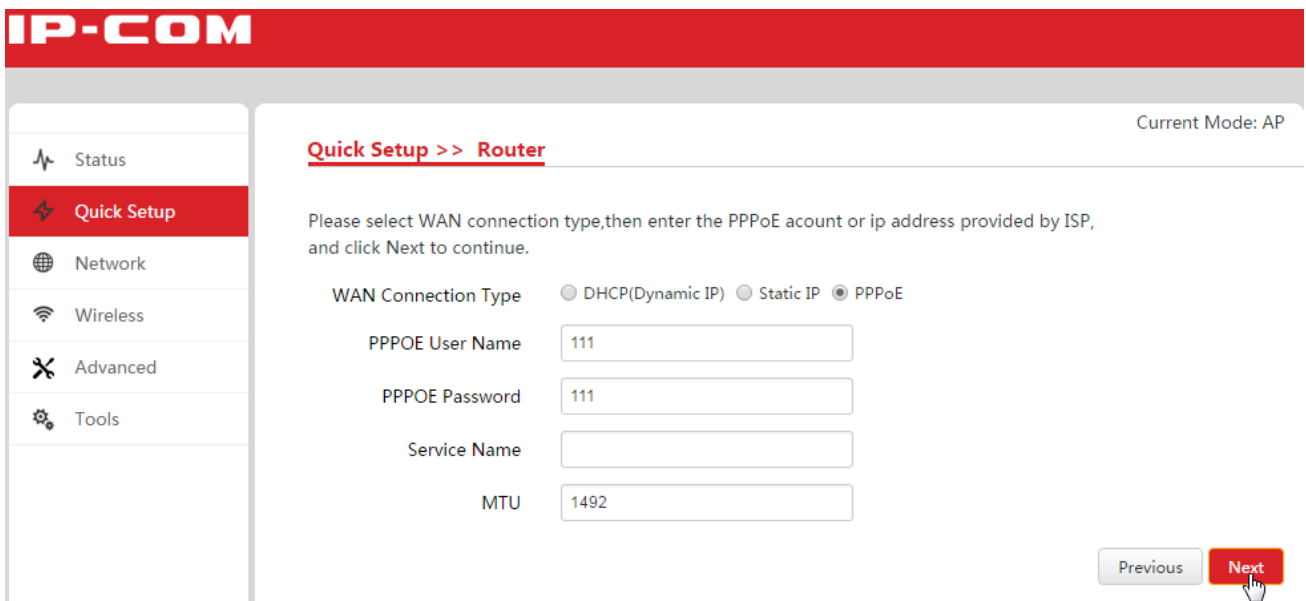 IP-COM
Current Mode: AP
Status
Quick Setup
Network
Wireless
Advanced
Tools
Quick Setup >> Router
Please select WAN connection type,then enter the PPPoE acount or ip address provided by ISP,
and click Next to continue.
WAN Connection Type DHCP(Dynamic IP) Static IP PPPoE
PPPOE User Name 111
PPPOE Password 111
Service Name
MTU 1492
Previous Next